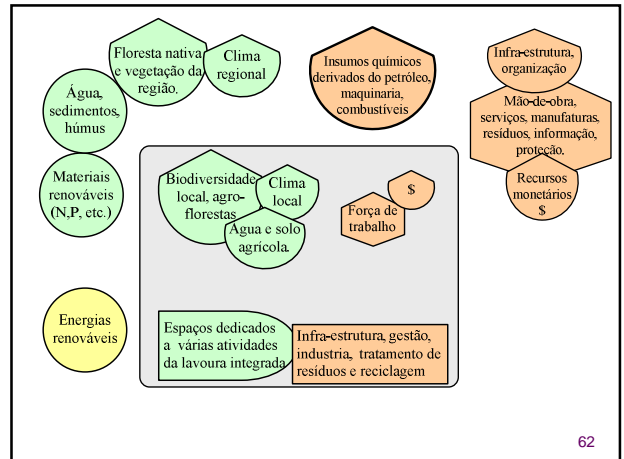 Floresta nativa
e vegetação da
região.
Clima
regional
Insumos químicos
derivados do petróleo,
maquinaria,
combustíveis
Infra-estrutura,
organização
Mão-de-obra,
serviços, manufaturas,
resíduos, informação,
proteção.
Recursos
monetários
$
Água,
sedimentos,
húmus
Materiais
renováveis
(N,P, etc.)
Biodiversidade
local, agro-
florestas
Clima
local
Água e solo
agrícola.
$
Força de
trabalho
Energias
renováveis
Espaços dedicados
a várias atividades
da lavoura integrada
Infra-estrutura, gestão,
industria, tratamento de
resíduos e reciclagem
62